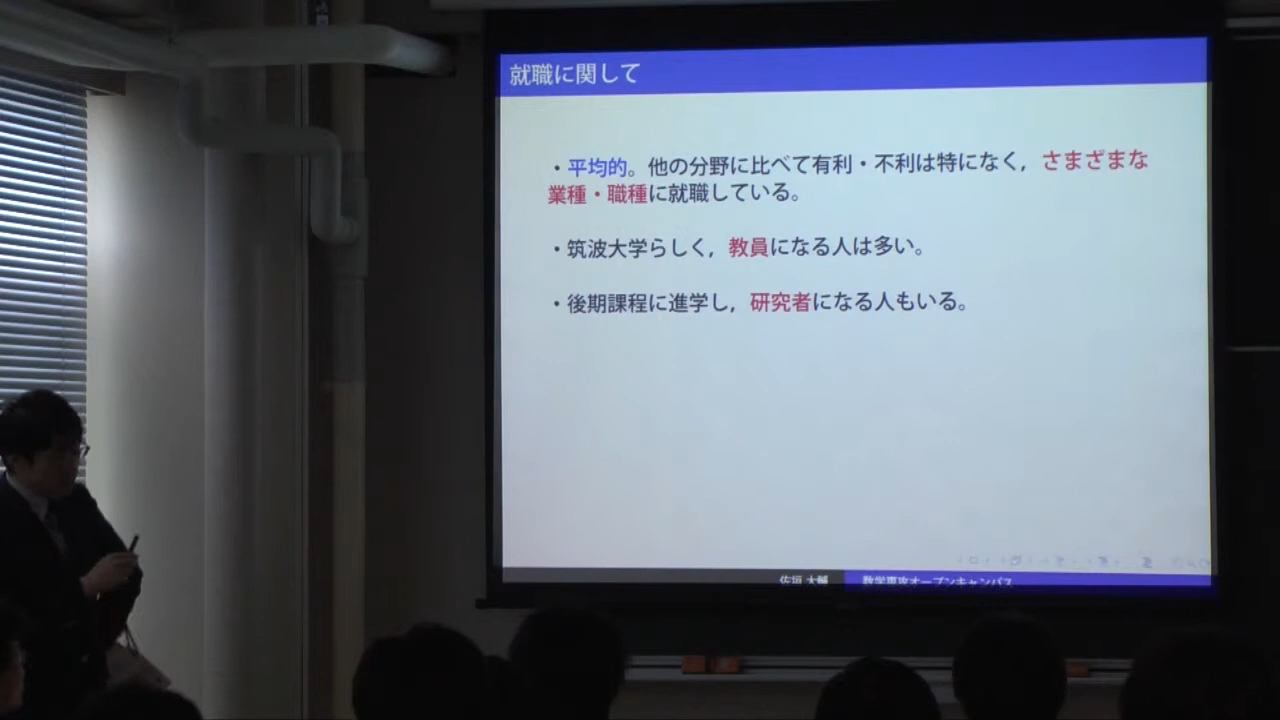 就職に関して
・平均的。他の分野に比べて有利・不利は特になく，さまざまな
業種・職種に就職している。
・筑波大学らしく，教員になる人は多い。
・後期課程に進学し，研究者になる人もいる。
佐垣 大輔 数学専攻オープンキャンパス